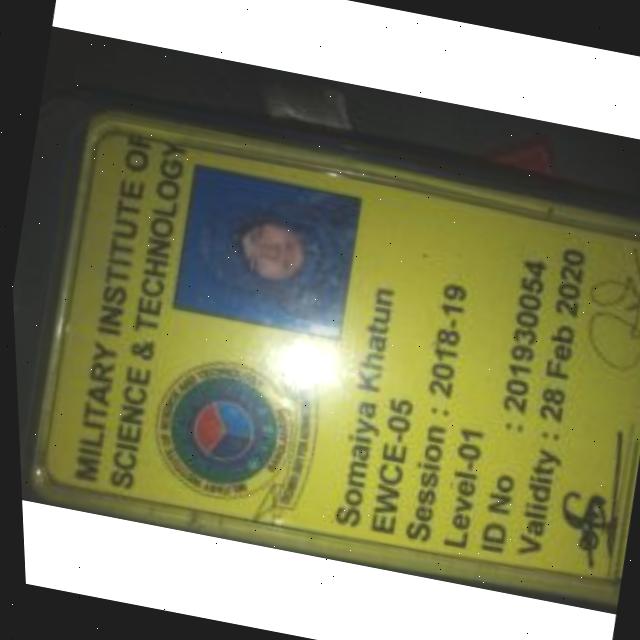 MILITARY INSTITUTE OF
SCIENCE & TECHNOLOGY
Somaiya Khatun
EWCE-05
Session : 2018-19
Level-01
ID No : 201930054
Validity : 28 Feb 2020